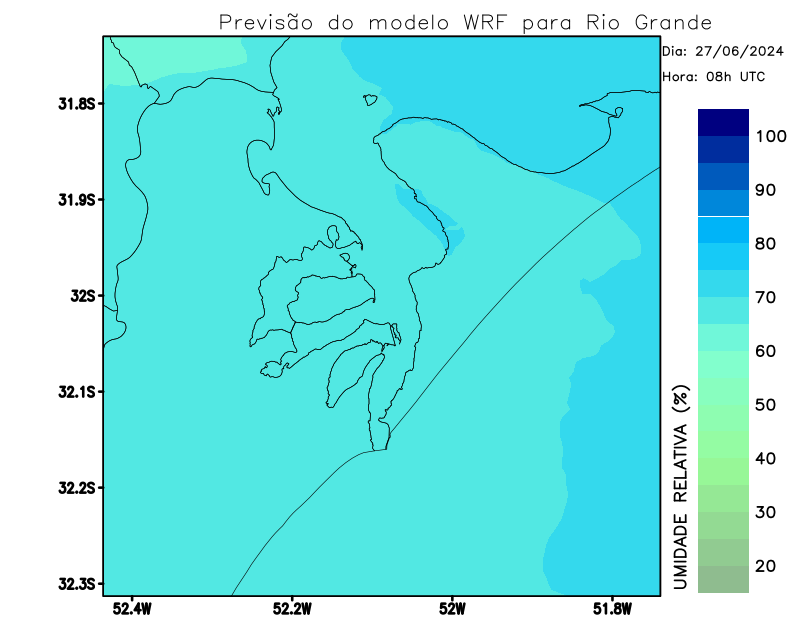 Previsão do modelo WRF para Rio Grande
Dia: 27/06/2024
Hora: 08h UTC
31.8S
31.9S
32S
32.1S
32.2S
32.3S
52.4W
52.2W
52W
51.8W
100
90
80
70
60
50
40
30
20
UMIDADE RELATIVA (%)